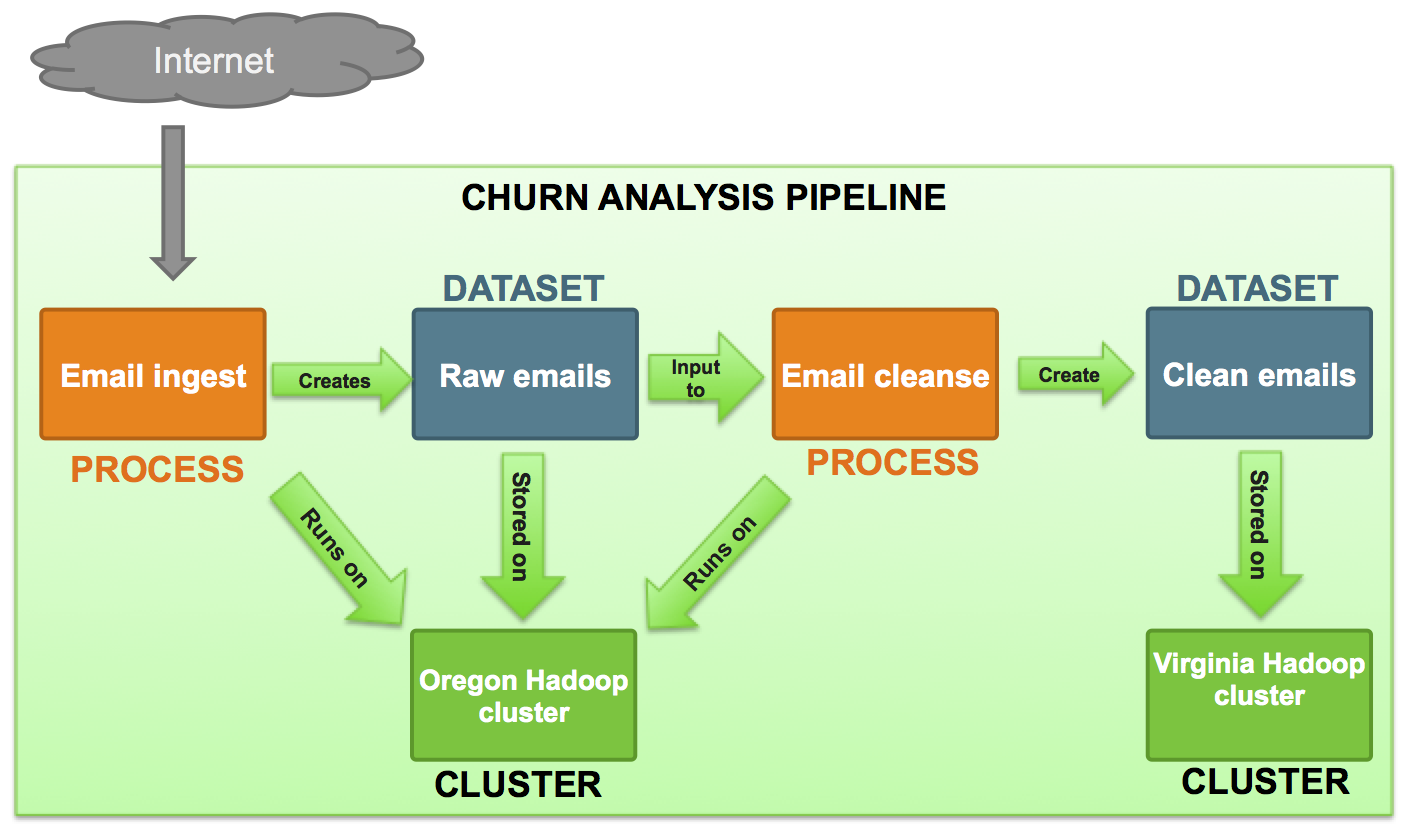 Internet
CHURN ANALYSIS PIPELINE
DATASET
DATASET
Email ingest
Creates
Raw emails
Input
to
Email cleanse
Create
Clean emails
PROCESS
PROCESS
Runs on
Stored on
Runs on
Stored on
Oregon Hadoop
cluster
Virginia Hadoop
cluster
CLUSTER
CLUSTER